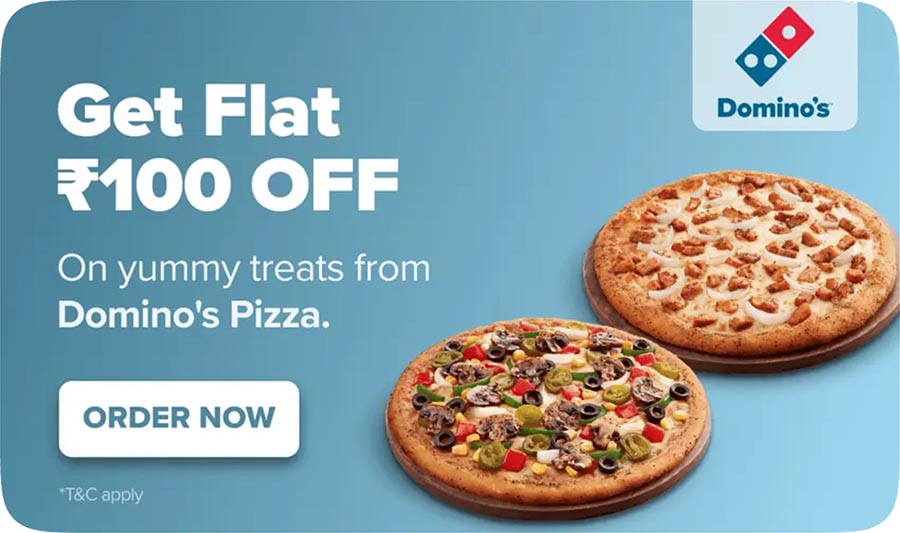 Get Flat
₹100 OFF
On yummy treats from
Domino's Pizza.
ORDER NOW
*T&C apply
Domino's